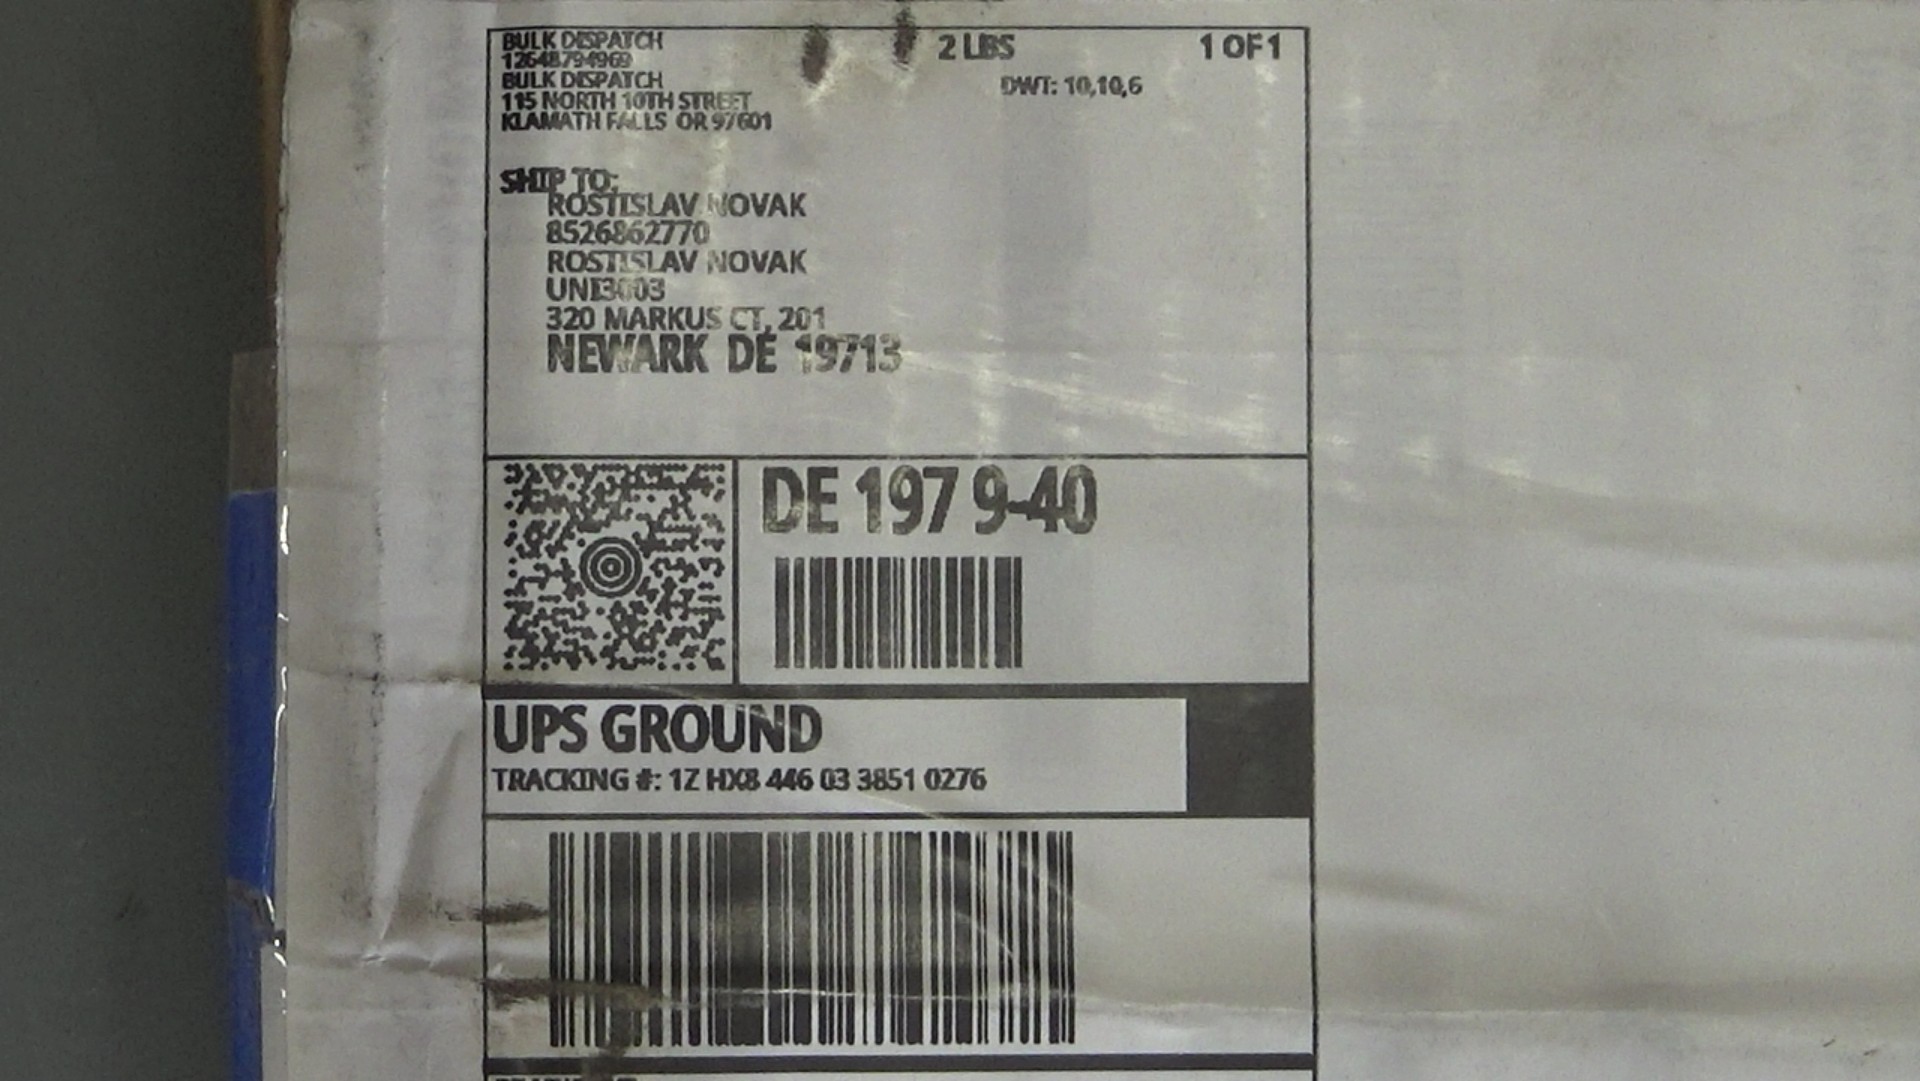 BULK DISPATCH
12648794969
BULK DISPATCH
115 NORTH 10TH STREET
KLAMATH FALLS OR 97601
2 LBS
1 OF 1
DWT: 10,10,6
SHIP TO:
ROSTISLAV NOVAK
8526862770
ROSTISLAV NOVAK
UNI3003
320 MARKUS CT, 201
NEWARK DE 19713
DE 197 9-40
UPS GROUND
TRACKING #: 1Z HX8 446 03 3851 0276